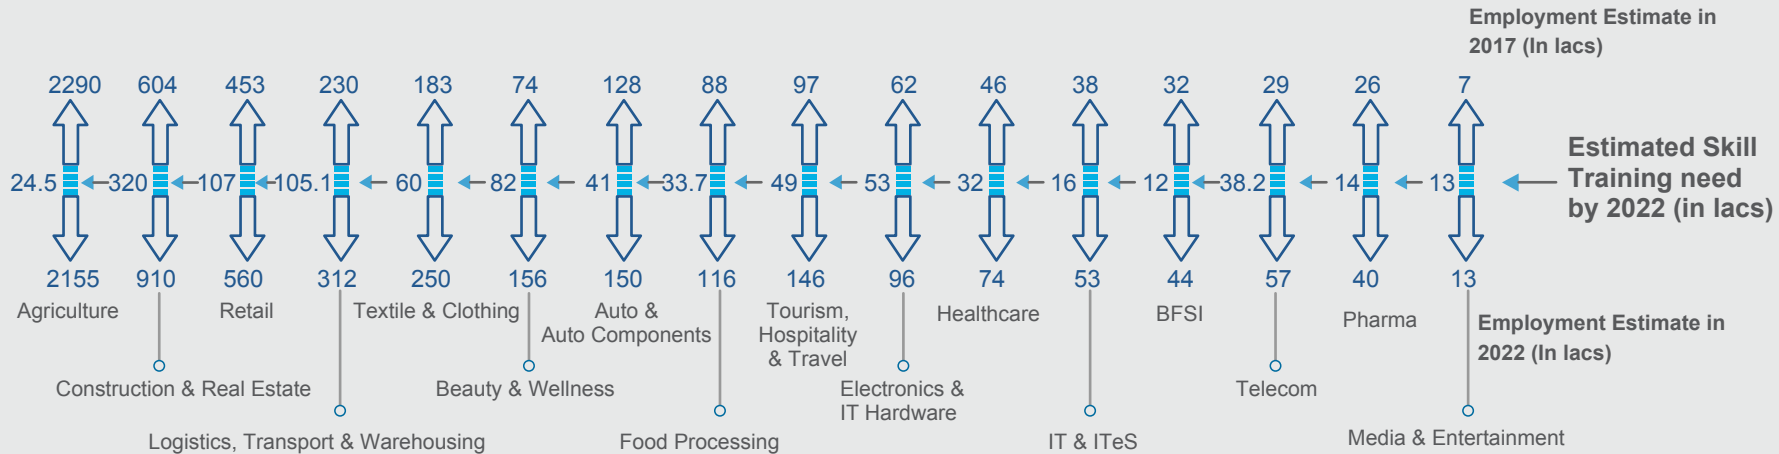 Employment Estimate in
2017 (In lacs)
2290 604 453 230 183 74 128 88 97 62 46 38 32 29 26 7
24.5 320 107 105.1 60 82 41 33.7 49 53 32 16 12 38.2 14 13
Estimated Skill
Training need
by 2022 (in lacs)
2155 910 560 312 250 156 150 116 146 96 74 53 44 57 40 13
Agriculture
Retail
Textile & Clothing
Auto &
Auto Components
Tourism,
Hospitality
& Travel
Healthcare
BFSI
Pharma
Employment Estimate in
2022 (In lacs)
Construction & Real Estate
Beauty & Wellness
Electronics &
IT Hardware
Telecom
Logistics, Transport & Warehousing
Food Processing
IT & ITeS
Media & Entertainment